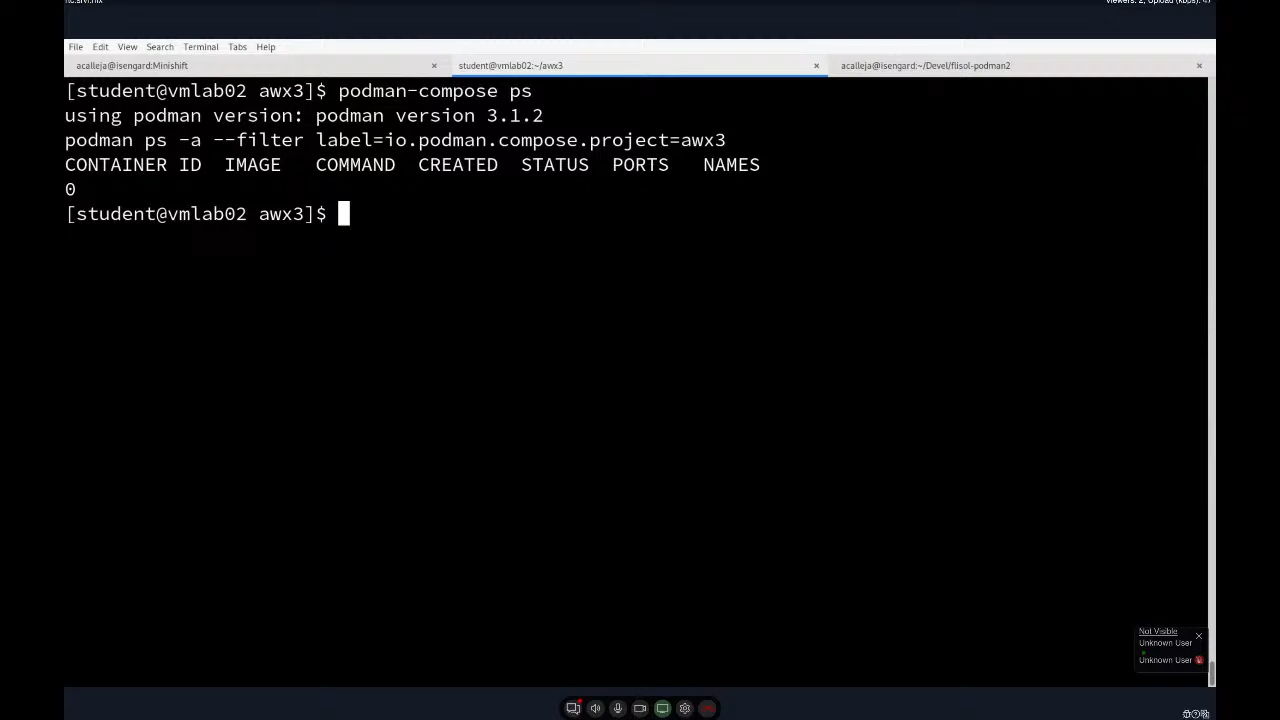 File Edit View Search Terminal Tabs Help
acalleja@isengard:Minishift × student@vmlab02:~/awx3 × acalleja@isengard:~/Devel/flisol-podman2 ×
[student@vmlab02 awx3]$ podman-compose ps
using podman version: podman version 3.1.2
podman ps -a --filter label=io.podman.compose.project=awx3
CONTAINER ID IMAGE COMMAND CREATED STATUS PORTS NAMES
0
[student@vmlab02 awx3]$
Not Visible
Unknown User
Unknown User